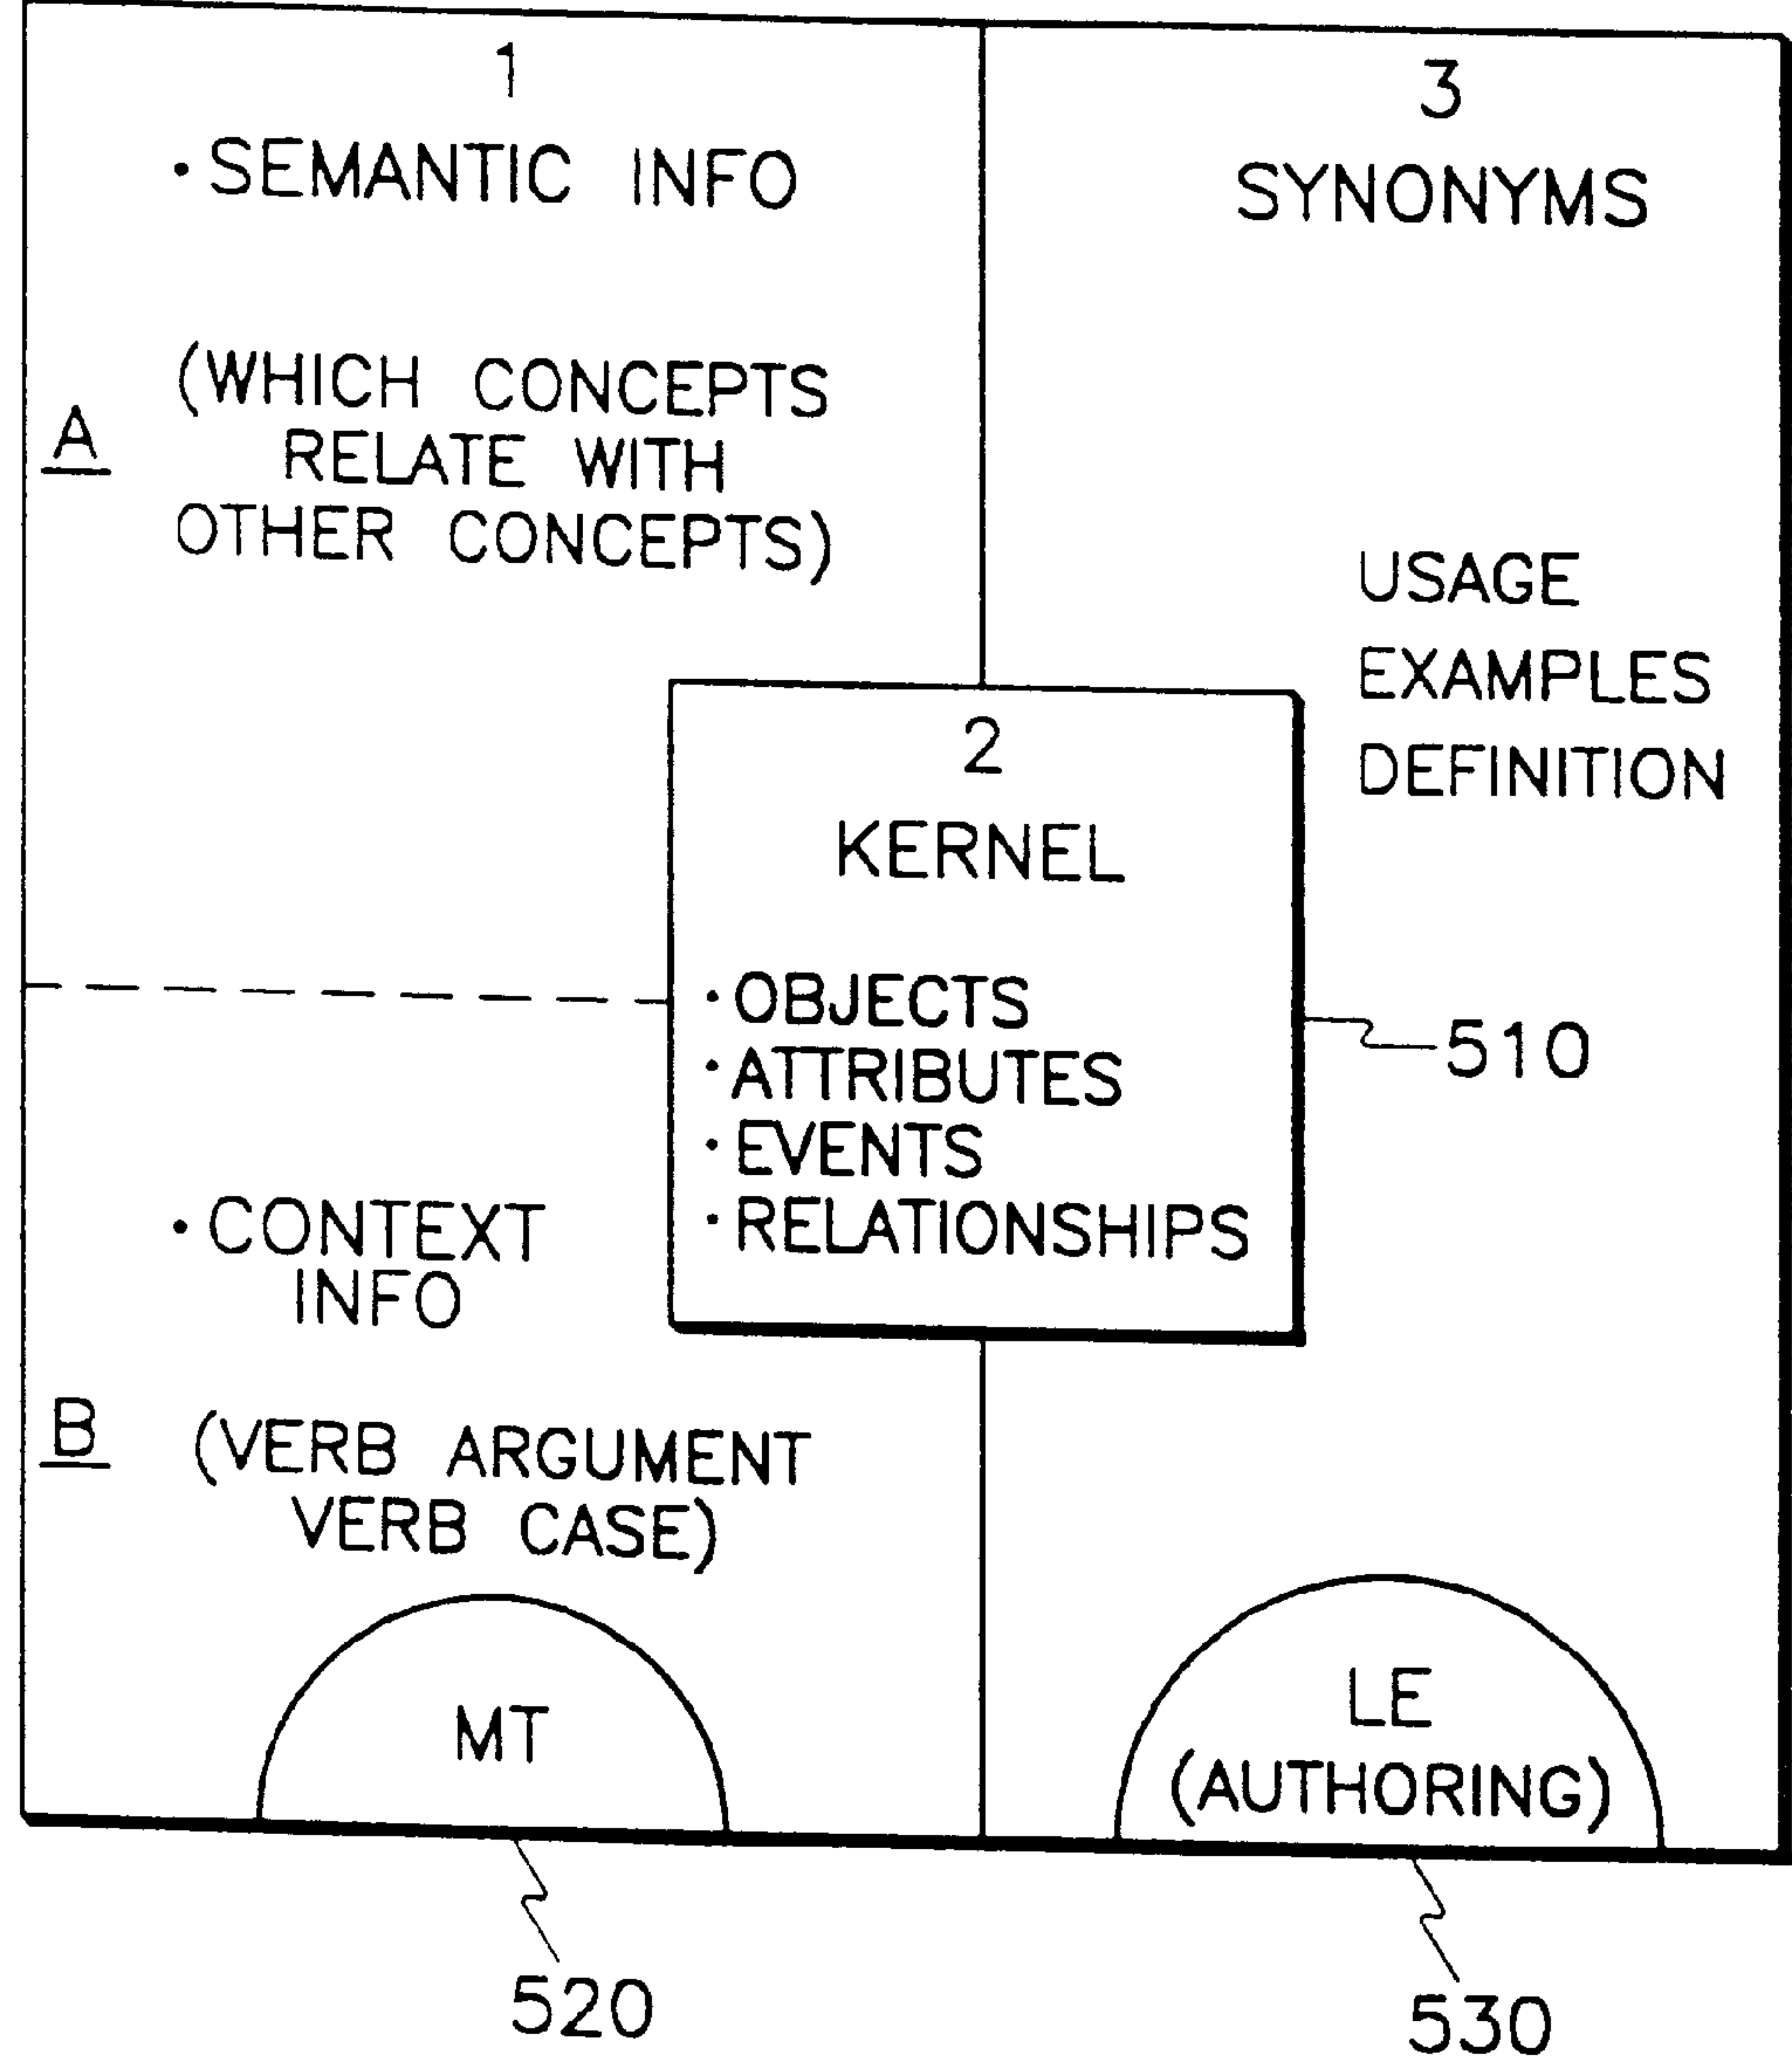 1
·SEMANTIC INFO
(WHICH CONCEPTS
RELATE WITH
OTHER CONCEPTS)
A
3
SYNONYMS
USAGE
EXAMPLES
DEFINITION
2
KERNEL
·OBJECTS
·ATTRIBUTES
·EVENTS
·RELATIONSHIPS
510
·CONTEXT
INFO
B
(VERB ARGUMENT
VERB CASE)
MT
LE
(AUTHORING)
520
530